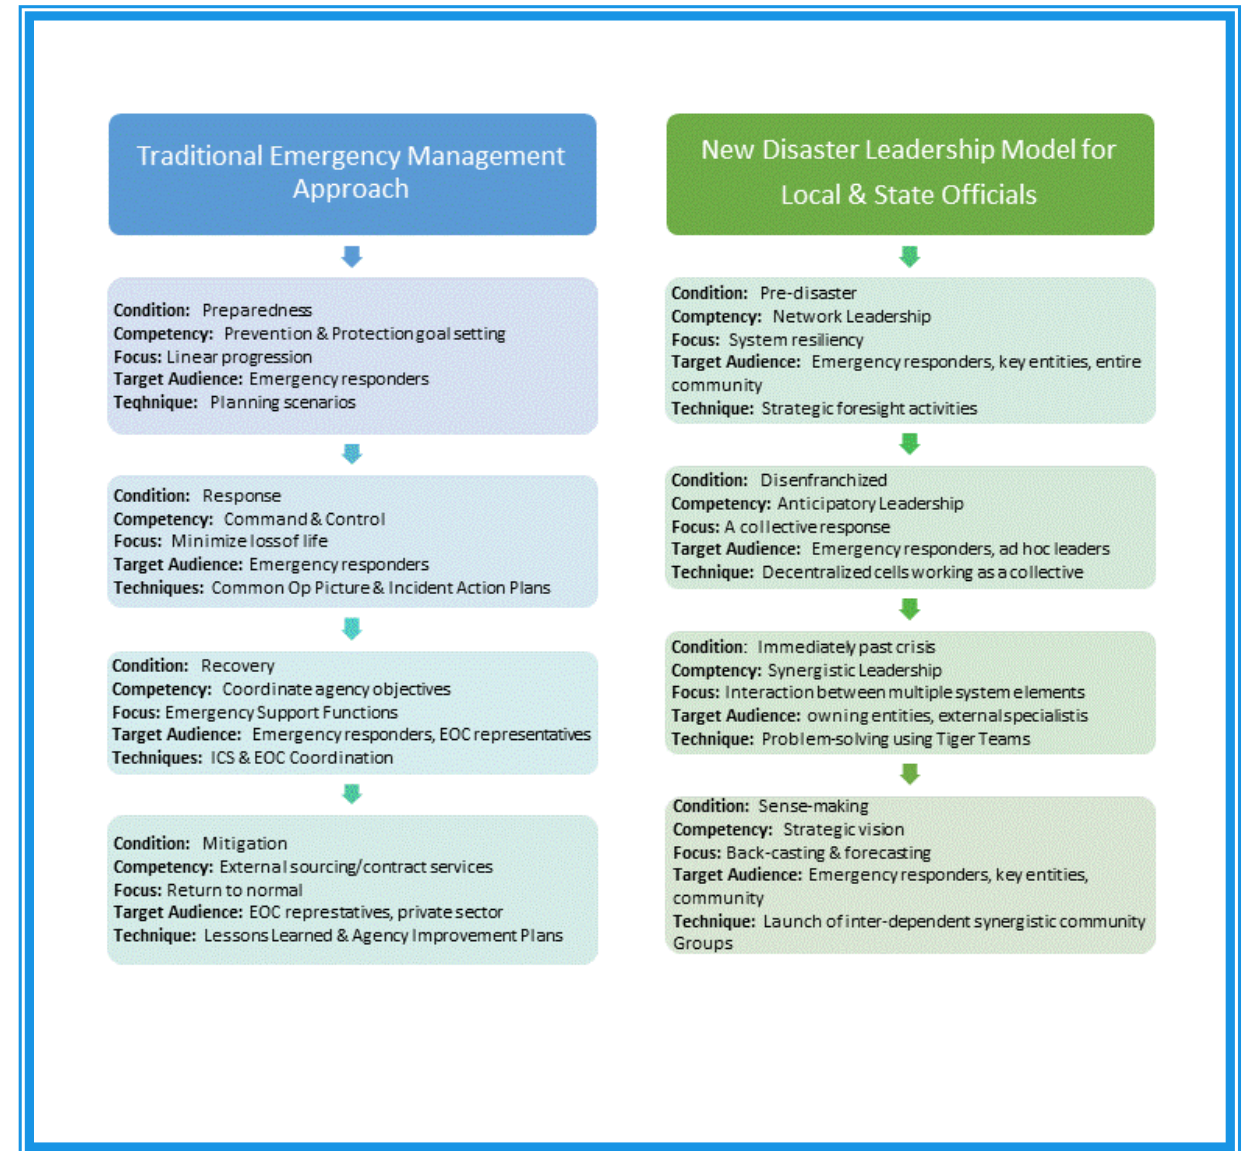 Traditional Emergency Management
Approach
Condition: Preparedness
Competency: Prevention & Protection goal setting
Focus: Linear progression
Target Audience: Emergency responders
Teqhnique: Planning scenarios
Condition: Response
Competency: Command & Control
Focus: Minimize loss of life
Target Audience: Emergency responders
Techniques: Common Op Picture & Incident Action Plans
Condition: Recovery
Competency: Coordinate agency objectives
Focus: Emergency Support Functions
Target Audience: Emergency responders, EOC representatives
Techniques: ICS & EOC Coordination
Condition: Mitigation
Competency: External sourcing/contract services
Focus: Return to normal
Target Audience: EOC represtatives, private sector
Technique: Lessons Learned & Agency Improvement Plans
New Disaster Leadership Model for
Local & State Officials
Condition: Pre-disaster
Comptency: Network Leadership
Focus: System resiliency
Target Audience: Emergency responders, key entities, entire
community
Technique: Strategic foresight activities
Condition: Disenfranchized
Competency: Anticipatory Leadership
Focus: A collective response
Target Audience: Emergency responders, ad hoc leaders
Technique: Decentralized cells working as a collective
Condition: Immediately past crisis
Comptency: Synergistic Leadership
Focus: Interaction between multiple system elements
Target Audience: owning entities, external specialistis
Technique: Problem-solving using Tiger Teams
Condition: Sense-making
Competency: Strategic vision
Focus: Back-casting & forecasting
Target Audience: Emergency responders, key entities,
community
Technique: Launch of inter-dependent synergistic community
Groups